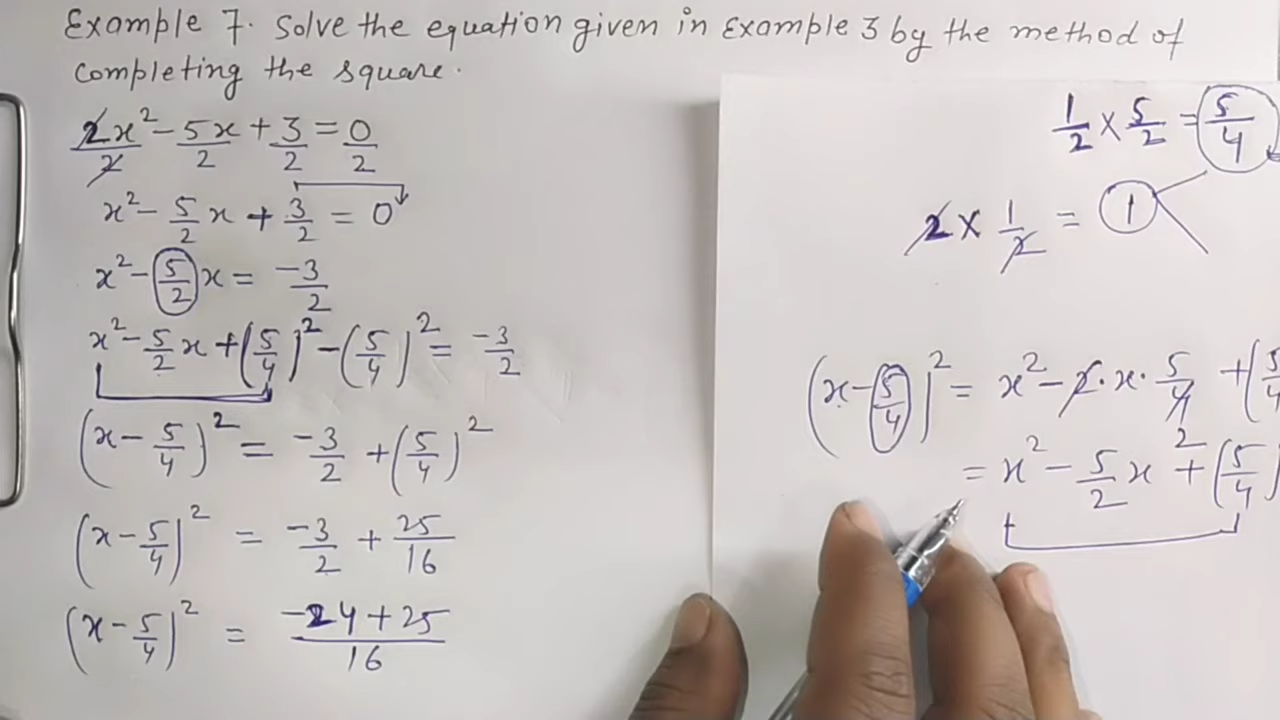 Example 7. Solve the equation given in Example 3 by the method of
completing the square.
2x²/2 - 5x/2 + 3/2 = 0/2
x² - 5/2 x + 3/2 = 0
x² - 5/2 x = -3/2
x² - 5/2 x + (5/4)² - (5/4)² = -3/2
(x - 5/4)² = -3/2 + (5/4)²
(x - 5/4)² = -3/2 + 25/16
(x - 5/4)² = -24 + 25/16
1/2 × 5/2 = 5/4
2 × 1/2 = 1
(x - 5/4)² = x² - 2·x·5/4 + (5/4
2
= x² - 5/2 x + (5/4)